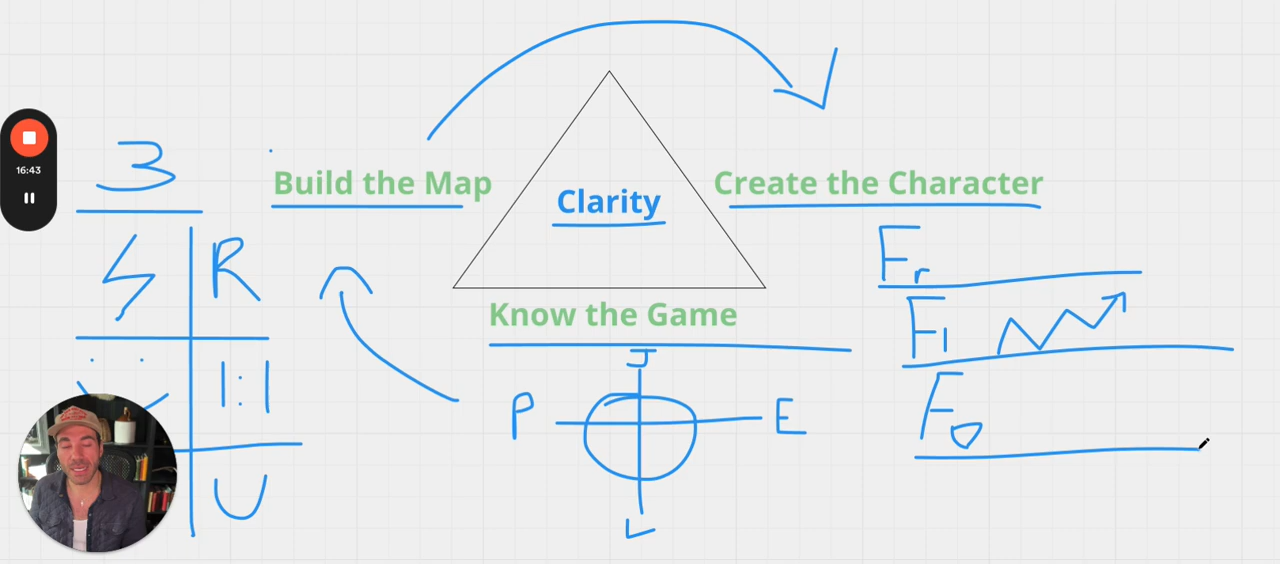 16:43
3
Build the Map
Create the Character
Clarity
R
Fr
Know the Game
F1
J
1:1
P
E
Fo
U
L